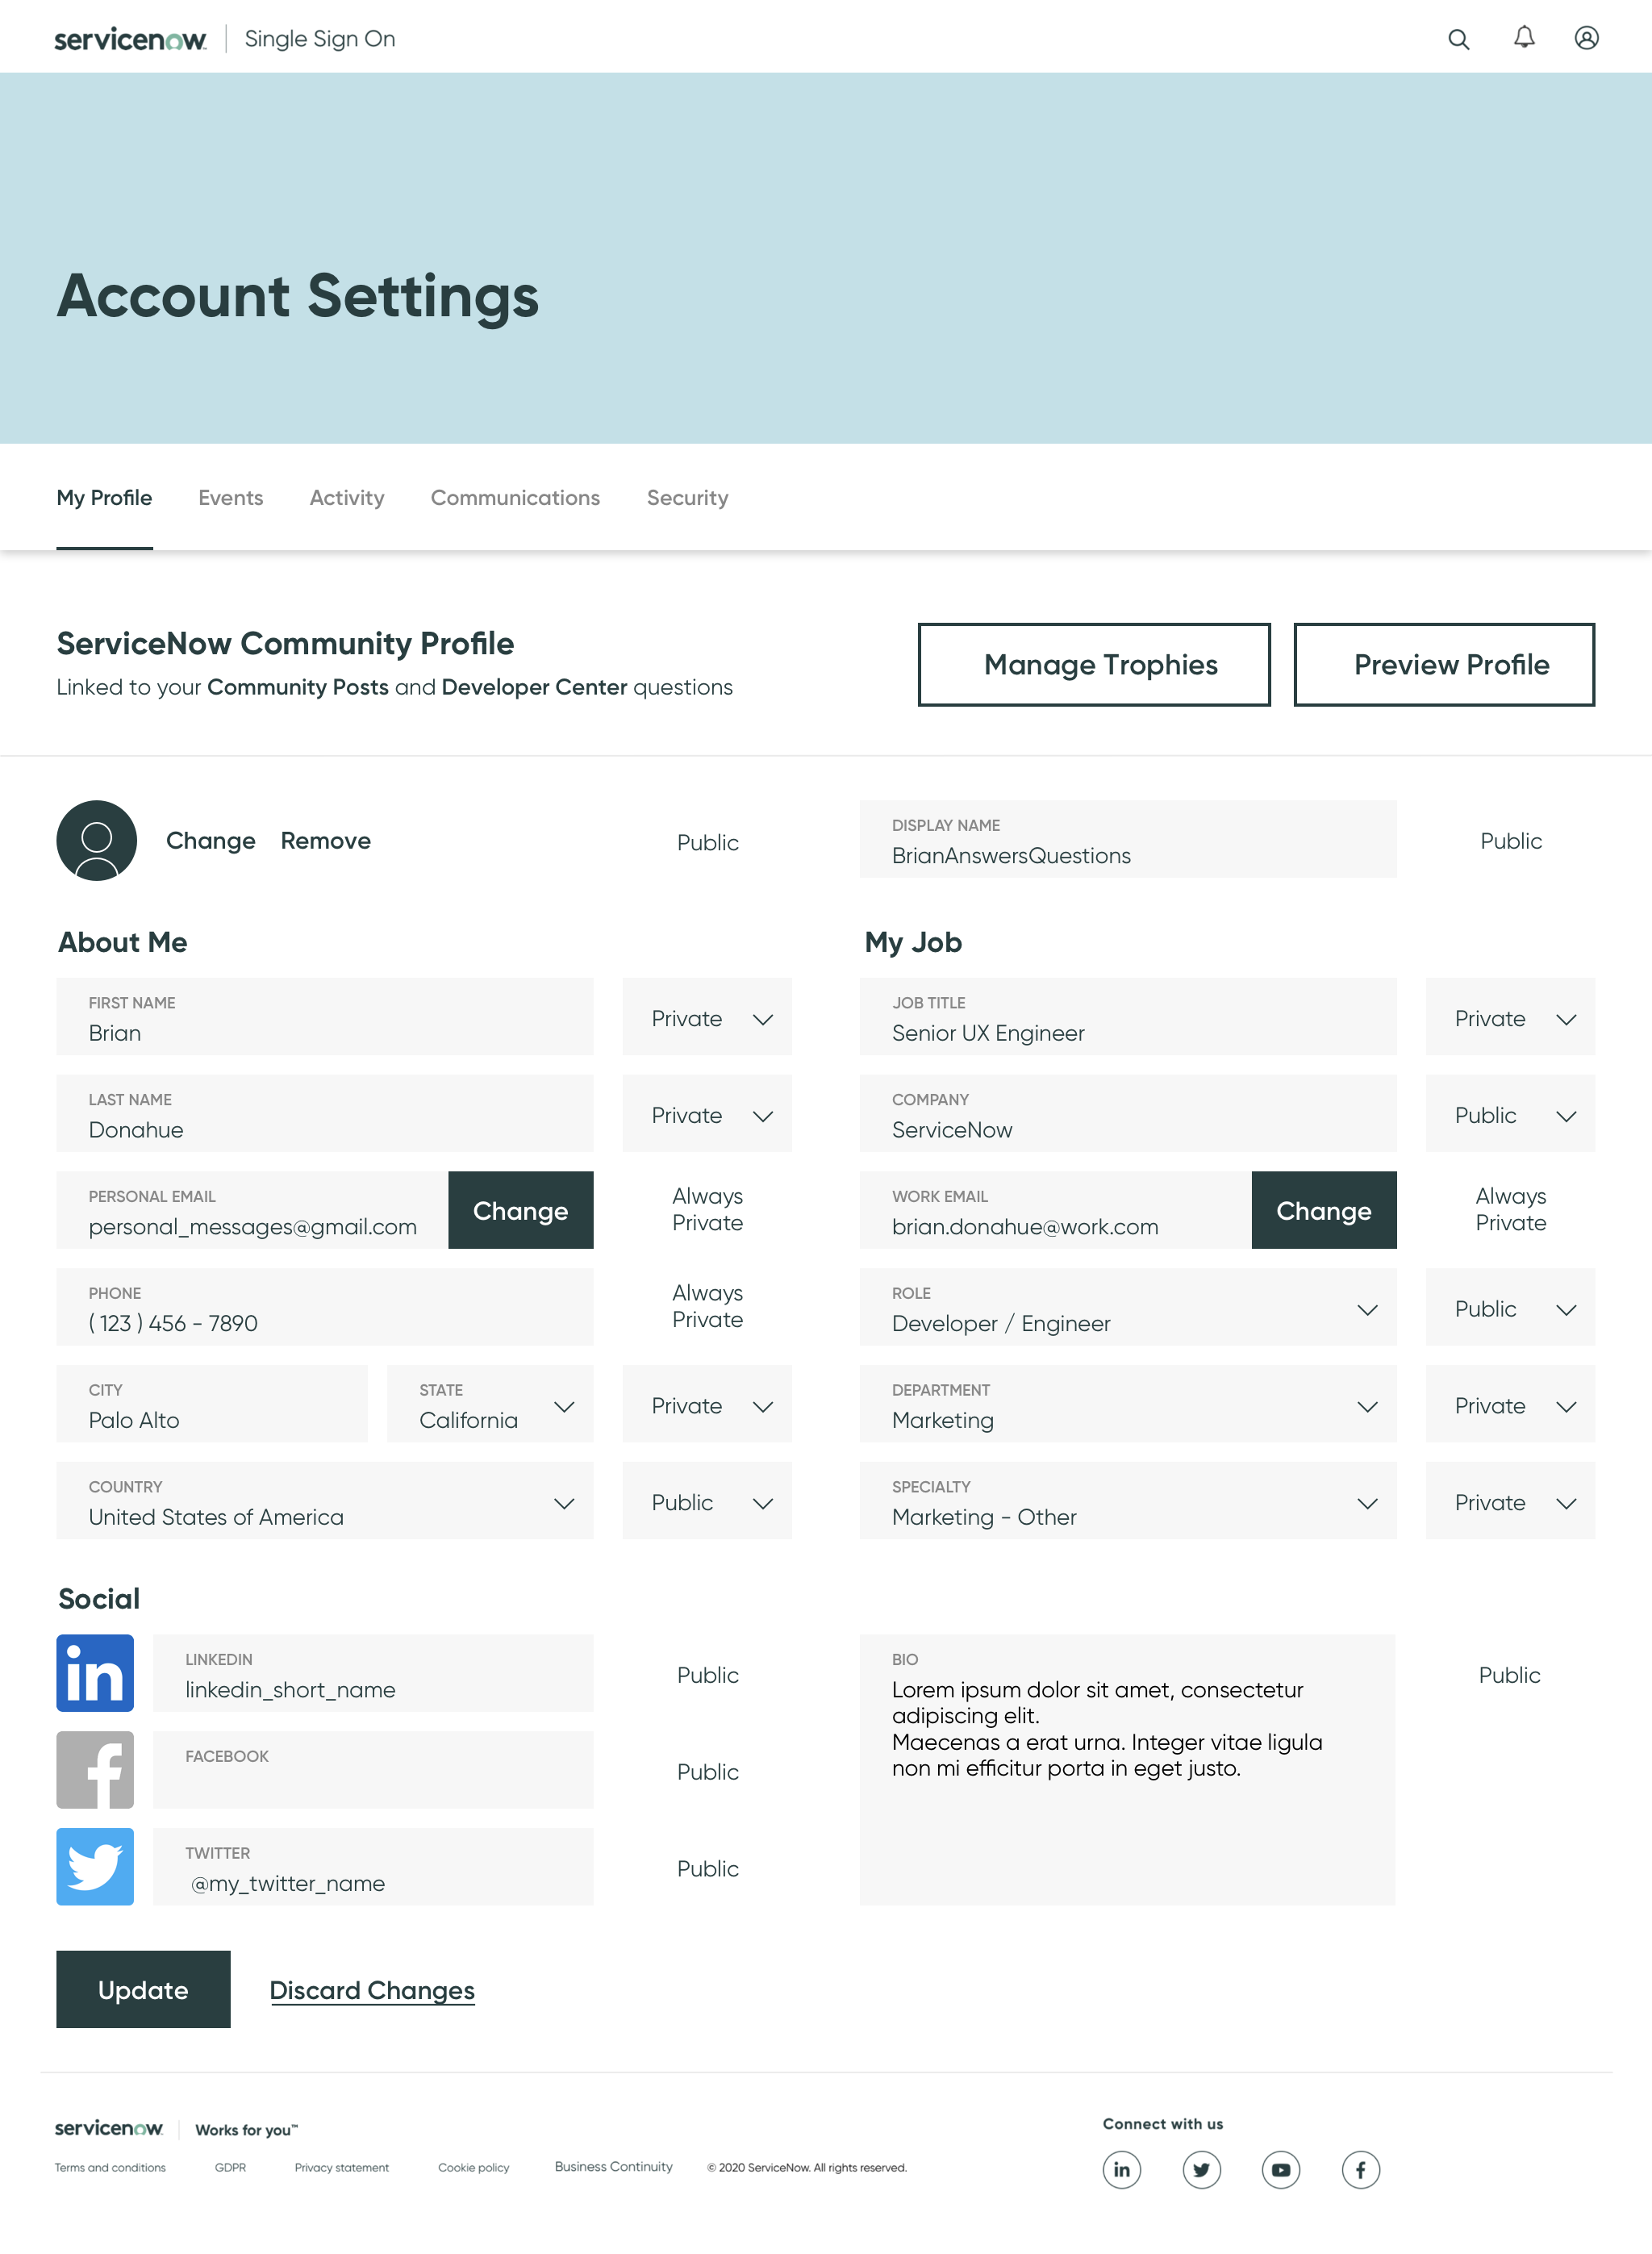 servicenow Single Sign On
Account Settings
My Profile Events Activity Communications Security
ServiceNow Community Profile
Linked to your Community Posts and Developer Center questions
Manage Trophies Preview Profile
Change Remove Public
DISPLAY NAME
BrianAnswersQuestions
Public
About Me
FIRST NAME
Brian
Private
LAST NAME
Donahue
Private
PERSONAL EMAIL
personal_messages@gmail.com
Change
Always
Private
PHONE
( 123 ) 456 - 7890
Always
Private
CITY
Palo Alto
STATE
California
Private
COUNTRY
United States of America
Public
My Job
JOB TITLE
Senior UX Engineer
Private
COMPANY
ServiceNow
Public
WORK EMAIL
brian.donahue@work.com
Change
Always
Private
ROLE
Developer / Engineer
Public
DEPARTMENT
Marketing
Private
SPECIALTY
Marketing - Other
Private
Social
in
LINKEDIN
linkedin_short_name
Public
f
FACEBOOK
Public
TWITTER
@my_twitter_name
Public
BIO
Lorem ipsum dolor sit amet, consectetur
adipiscing elit.
Maecenas a erat urna. Integer vitae ligula
non mi efficitur porta in eget justo.
Public
Update Discard Changes
servicenow Works for you™
Terms and conditions GDPR Privacy statement Cookie policy Business Continuity © 2020 ServiceNow. All rights reserved.
Connect with us
in f